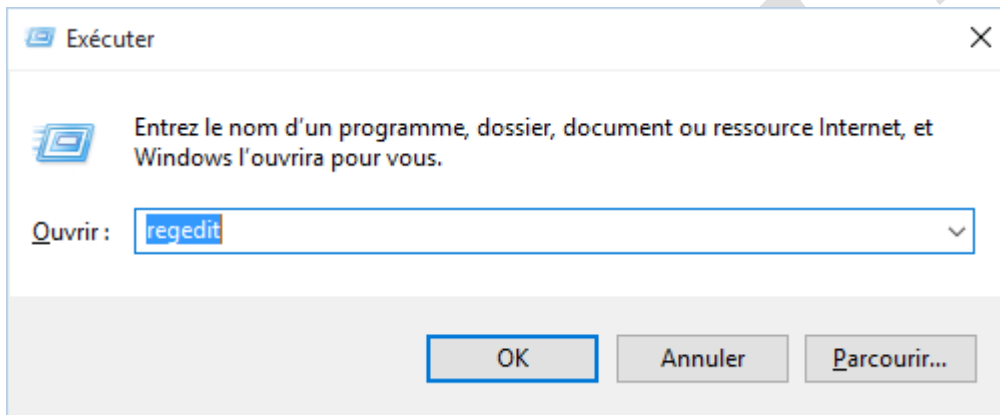 Exécuter
Entrez le nom d'un programme, dossier, document ou ressource Internet, et
Windows l'ouvrira pour vous.
Ouvrir : regedit
OK Annuler Parcourir...